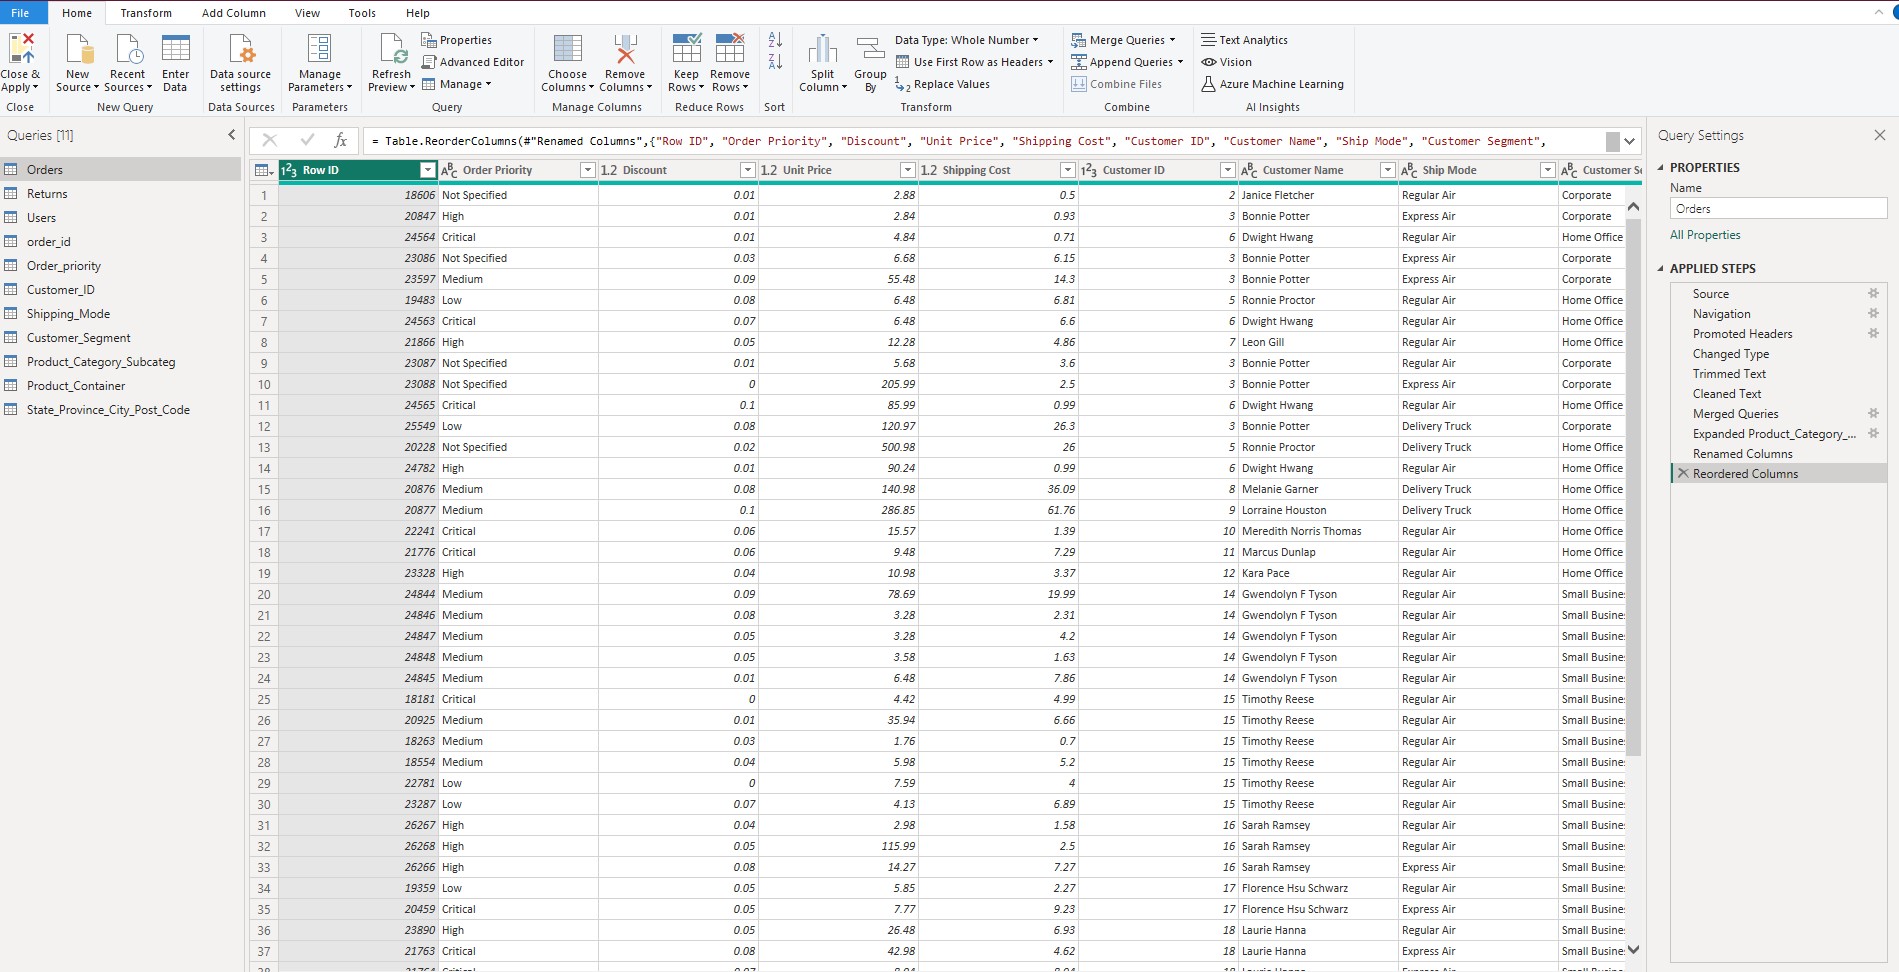 File Home Transform Add Column View Tools Help
Close & Apply
New Source
Recent Sources
Enter Data
Data source settings
Manage Parameters
Refresh Preview
Properties
Advanced Editor
Manage
Choose Columns
Remove Columns
Keep Rows
Remove Rows
Split Column
Group By
Data Type: Whole Number
Use First Row as Headers
Replace Values
Merge Queries
Append Queries
Combine Files
Text Analytics
Vision
Azure Machine Learning
Close New Query Data Sources Parameters Query Manage Columns Reduce Rows Sort Transform Combine AI Insights
Queries [11]
Orders
Returns
Users
order_id
Order_priority
Customer_ID
Shipping_Mode
Customer_Segment
Product_Category_Subcateg
Product_Container
State_Province_City_Post_Code
fx = Table.ReorderColumns(#"Renamed Columns",{"Row ID", "Order Priority", "Discount", "Unit Price", "Shipping Cost", "Customer ID", "Customer Name", "Ship Mode", "Customer Segment",
123 Row ID ABC Order Priority 1.2 Discount 1.2 Unit Price 1.2 Shipping Cost 123 Customer ID ABC Customer Name ABC Ship Mode ABC Customer Se
1 18606 Not Specified 0.01 2.88 0.5 2 Janice Fletcher Regular Air Corporate
2 20847 High 0.01 2.84 0.93 3 Bonnie Potter Express Air Corporate
3 24564 Critical 0.01 4.84 0.71 6 Dwight Hwang Regular Air Home Office
4 23086 Not Specified 0.03 6.68 6.15 3 Bonnie Potter Express Air Corporate
5 23597 Medium 0.09 55.48 14.3 3 Bonnie Potter Express Air Corporate
6 19483 Low 0.08 6.48 6.81 5 Ronnie Proctor Regular Air Home Office
7 24563 Critical 0.07 6.48 6.6 6 Dwight Hwang Regular Air Home Office
8 21866 High 0.05 12.28 4.86 7 Leon Gill Regular Air Home Office
9 23087 Not Specified 0.01 5.68 3.6 3 Bonnie Potter Regular Air Corporate
10 23088 Not Specified 0 205.99 2.5 3 Bonnie Potter Express Air Corporate
11 24565 Critical 0.1 85.99 0.99 6 Dwight Hwang Regular Air Home Office
12 25549 Low 0.08 120.97 26.3 3 Bonnie Potter Delivery Truck Corporate
13 20228 Not Specified 0.02 500.98 26 5 Ronnie Proctor Delivery Truck Home Office
14 24782 High 0.01 90.24 0.99 6 Dwight Hwang Regular Air Home Office
15 20876 Medium 0.08 140.98 36.09 8 Melanie Garner Delivery Truck Home Office
16 20877 Medium 0.1 286.85 61.76 9 Lorraine Houston Delivery Truck Home Office
17 22241 Critical 0.06 15.57 1.39 10 Meredith Norris Thomas Regular Air Home Office
18 21776 Critical 0.06 9.48 7.29 11 Marcus Dunlap Regular Air Home Office
19 23328 High 0.04 10.98 3.37 12 Kara Pace Regular Air Home Office
20 24844 Medium 0.09 78.69 19.99 14 Gwendolyn F Tyson Regular Air Small Busine
21 24846 Medium 0.08 3.28 2.31 14 Gwendolyn F Tyson Regular Air Small Busine
22 24847 Medium 0.05 3.28 4.2 14 Gwendolyn F Tyson Regular Air Small Busine
23 24848 Medium 0.05 3.58 1.63 14 Gwendolyn F Tyson Regular Air Small Busine
24 24845 Medium 0.01 6.48 7.86 14 Gwendolyn F Tyson Regular Air Small Busine
25 18181 Critical 0 4.42 4.99 15 Timothy Reese Regular Air Small Busine
26 20925 Medium 0.01 35.94 6.66 15 Timothy Reese Regular Air Small Busine
27 18263 Medium 0.03 1.76 0.7 15 Timothy Reese Regular Air Small Busine
28 18554 Medium 0.04 5.98 5.2 15 Timothy Reese Regular Air Small Busine
29 22781 Low 0 7.59 4 15 Timothy Reese Regular Air Small Busine
30 23287 Low 0.07 4.13 6.89 15 Timothy Reese Regular Air Small Busine
31 26267 High 0.04 2.98 1.58 16 Sarah Ramsey Regular Air Small Busine
32 26268 High 0.05 115.99 2.5 16 Sarah Ramsey Regular Air Small Busine
33 26266 High 0.08 14.27 7.27 16 Sarah Ramsey Express Air Small Busine
34 19359 Low 0.05 5.85 2.27 17 Florence Hsu Schwarz Regular Air Small Busine
35 20459 Critical 0.05 7.77 9.23 17 Florence Hsu Schwarz Express Air Small Busine
36 23890 High 0.05 26.48 6.93 18 Laurie Hanna Regular Air Small Busine
37 21763 Critical 0.08 42.98 4.62 18 Laurie Hanna Express Air Small Busine
Query Settings
PROPERTIES
Name
Orders
All Properties
APPLIED STEPS
Source
Navigation
Promoted Headers
Changed Type
Trimmed Text
Cleaned Text
Merged Queries
Expanded Product_Category_...
Renamed Columns
Reordered Columns